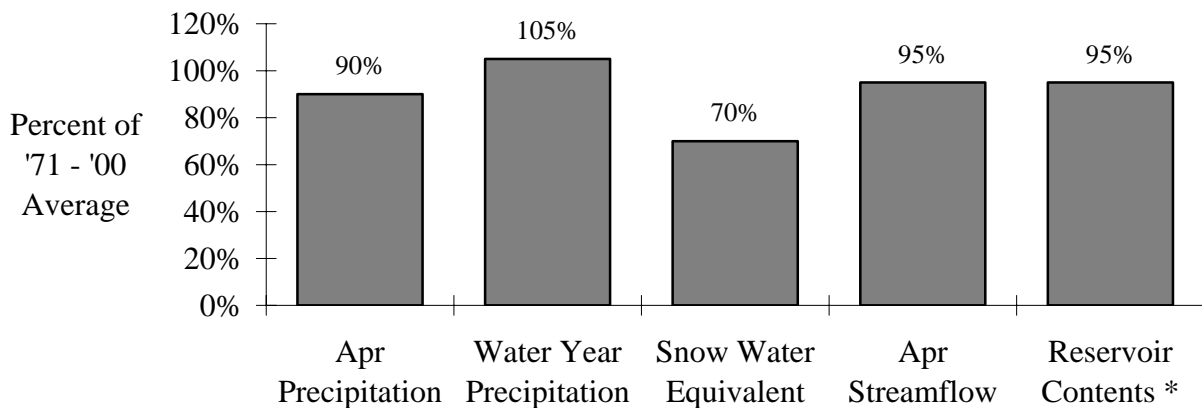 120%
100%
80%
60%
40%
20%
0%
Percent of
'71 - '00
Average
90%
105%
70%
95%
95%
Apr
Precipitation
Water Year
Precipitation
Snow Water
Equivalent
Apr
Streamflow
Reservoir
Contents *